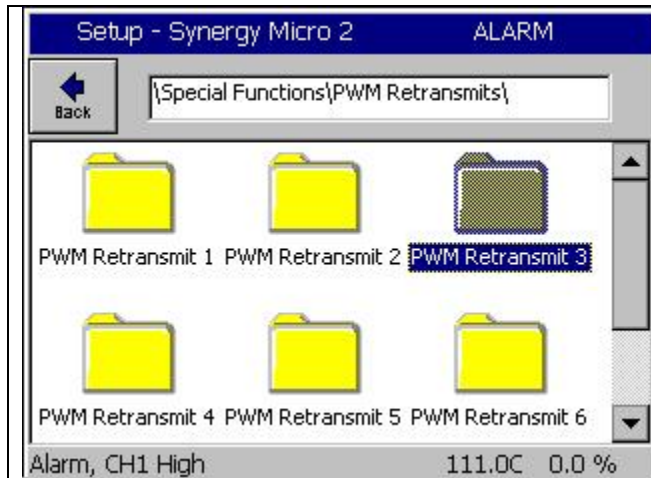 Setup - Synergy Micro 2 ALARM
Back
\Special Functions\PWM Retransmits\
PWM Retransmit 1 PWM Retransmit 2 PWM Retransmit 3
PWM Retransmit 4 PWM Retransmit 5 PWM Retransmit 6
Alarm, CH1 High 111.0C 0.0 %